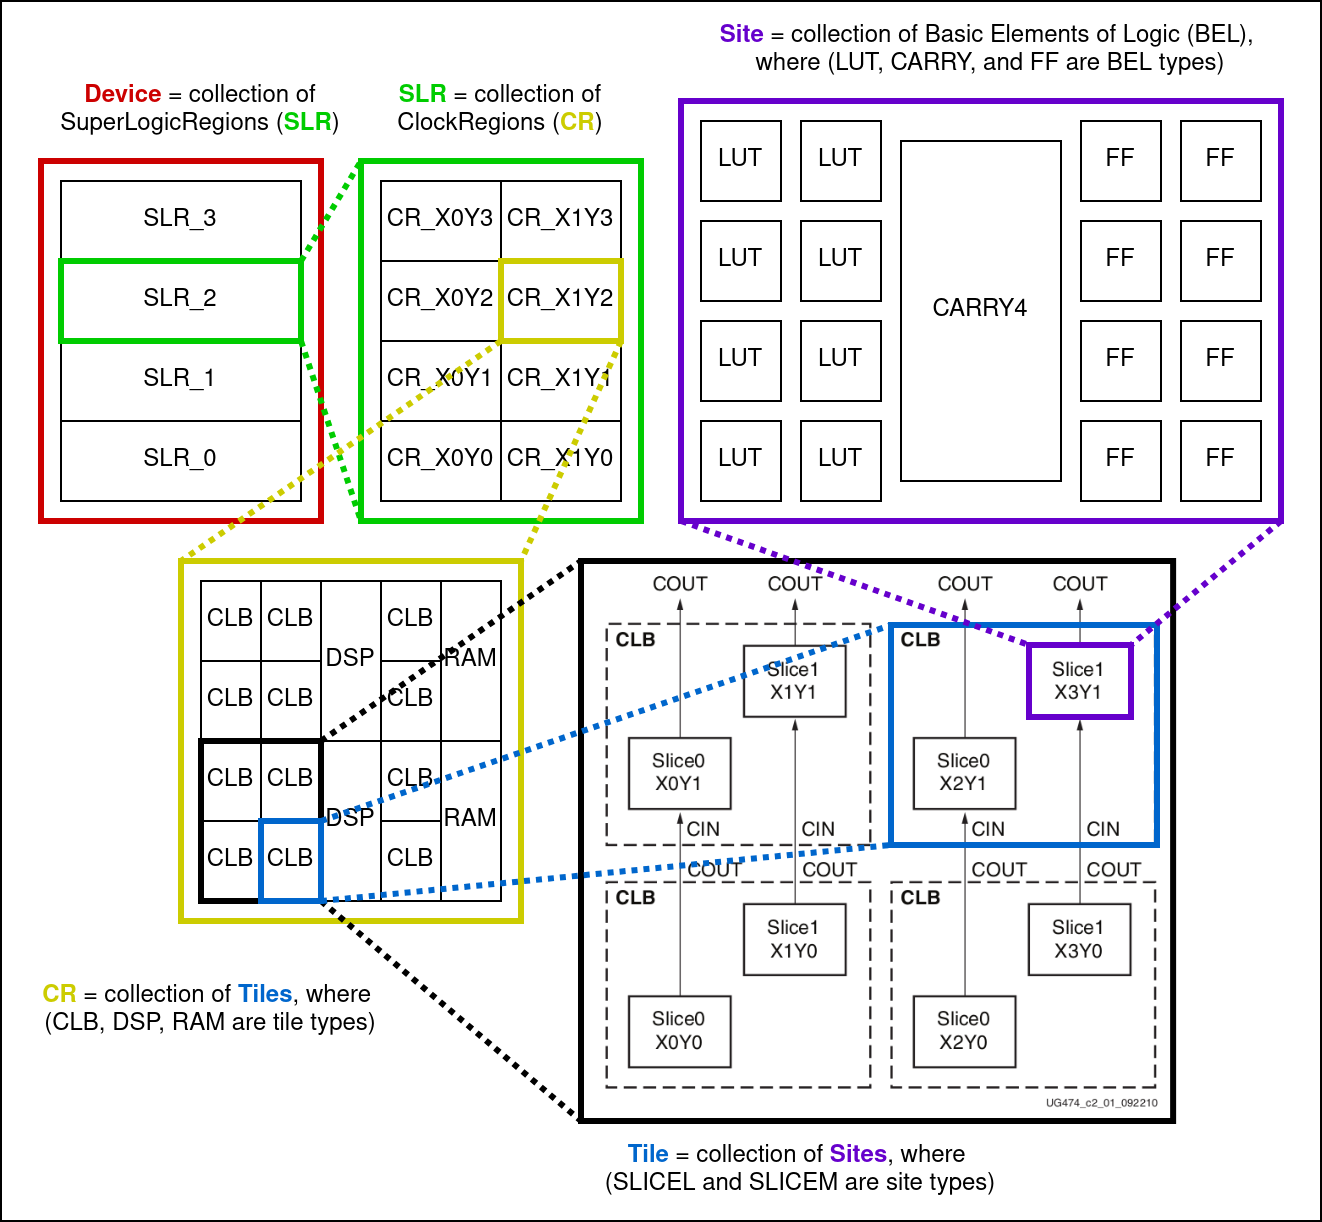 Site = collection of Basic Elements of Logic (BEL),
where (LUT, CARRY, and FF are BEL types)
Device = collection of
SuperLogicRegions (SLR)
SLR = collection of
ClockRegions (CR)
SLR_3
SLR_2
SLR_1
SLR_0
CR_X0Y3 CR_X1Y3
CR_X0Y2 CR_X1Y2
CR_X0Y1 CR_X1Y1
CR_X0Y0 CR_X1Y0
LUT LUT FF FF
LUT LUT FF FF
CARRY4
LUT LUT FF FF
LUT LUT FF FF
CLB CLB CLB
DSP RAM
CLB CLB CLB
CLB CLB CLB
DSP RAM
CLB CLB CLB
COUT COUT COUT COUT
CLB CLB
Slice1
X1Y1
Slice1
X3Y1
Slice0
X0Y1
Slice0
X2Y1
CIN CIN CIN CIN
COUT COUT COUT COUT
CLB CLB
Slice1
X1Y0
Slice1
X3Y0
Slice0
X0Y0
Slice0
X2Y0
UG474_c2_01_092210
CR = collection of Tiles, where
(CLB, DSP, RAM are tile types)
Tile = collection of Sites, where
(SLICEL and SLICEM are site types)